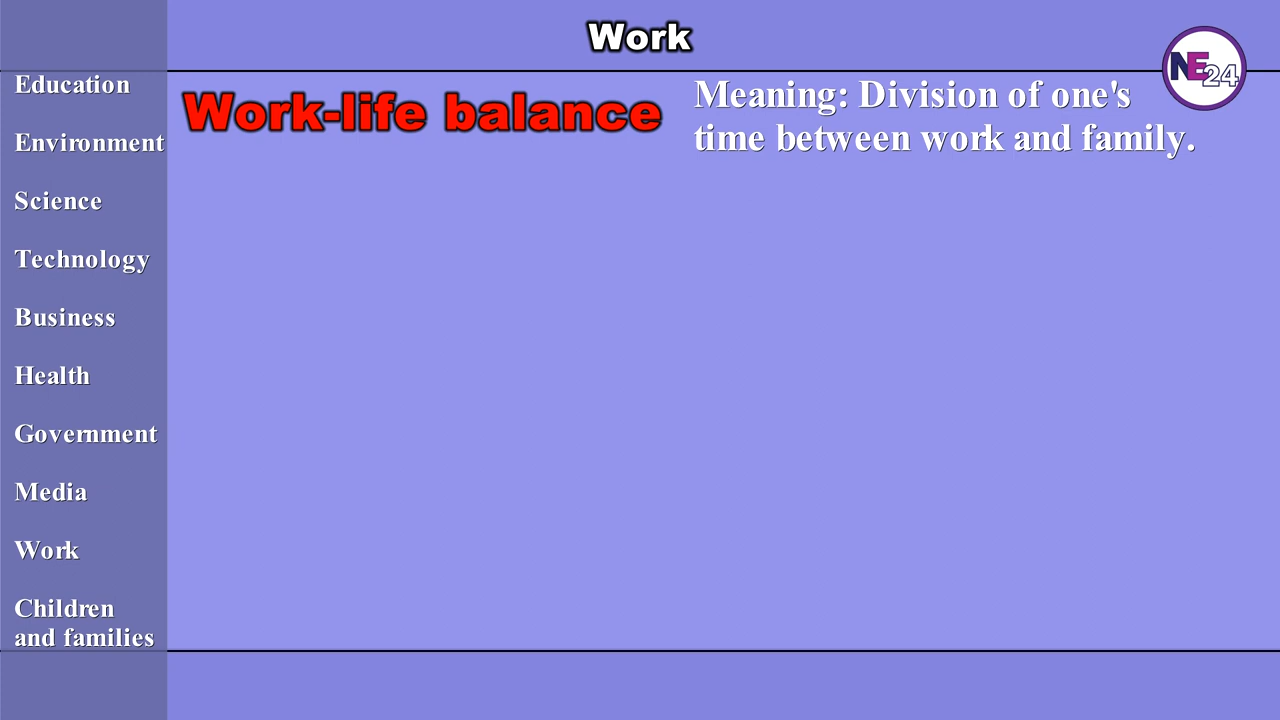 Work
NE24
Education
Environment
Science
Technology
Business
Health
Government
Media
Work
Children
and families
Work-life balance
Meaning: Division of one's
time between work and family.